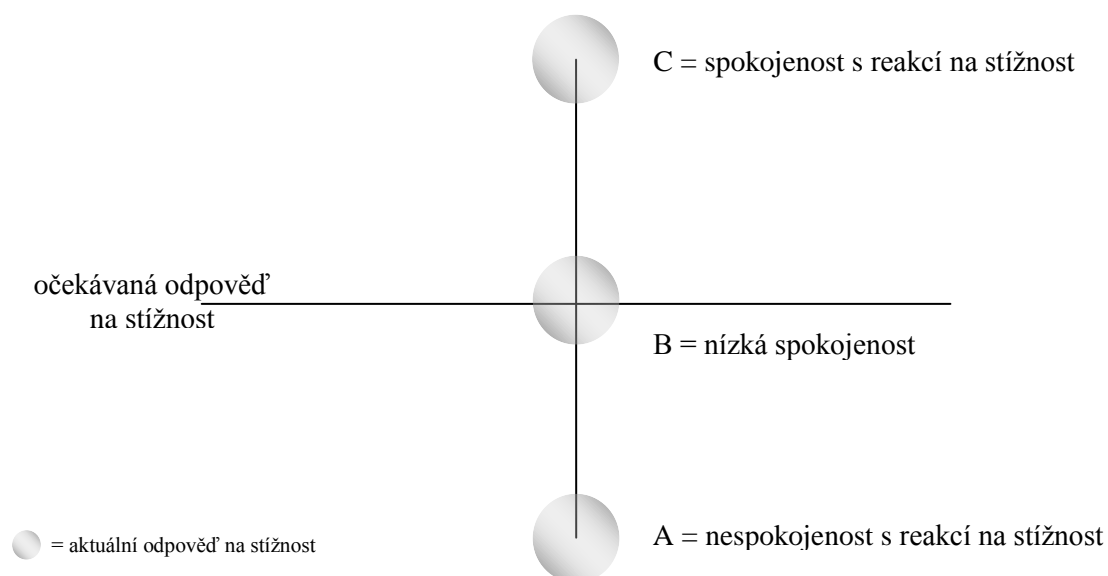 C = spokojenost s reakcí na stížnost
očekávaná odpověď
na stížnost
B = nízká spokojenost
A = nespokojenost s reakcí na stížnost
= aktuální odpověď na stížnost